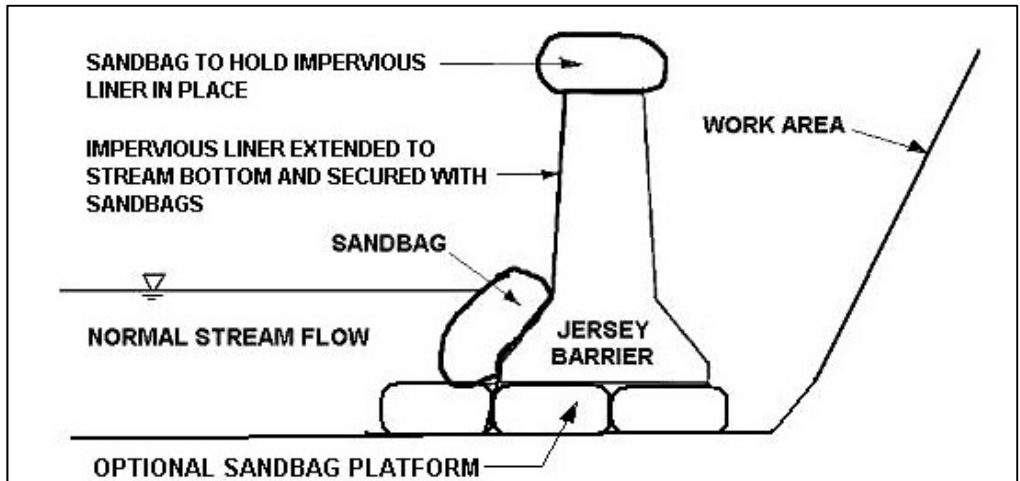 SANDBAG TO HOLD IMPERVIOUS
LINER IN PLACE
WORK AREA
IMPERVIOUS LINER EXTENDED TO
STREAM BOTTOM AND SECURED WITH
SANDBAGS
SANDBAG
NORMAL STREAM FLOW
JERSEY
BARRIER
OPTIONAL SANDBAG PLATFORM